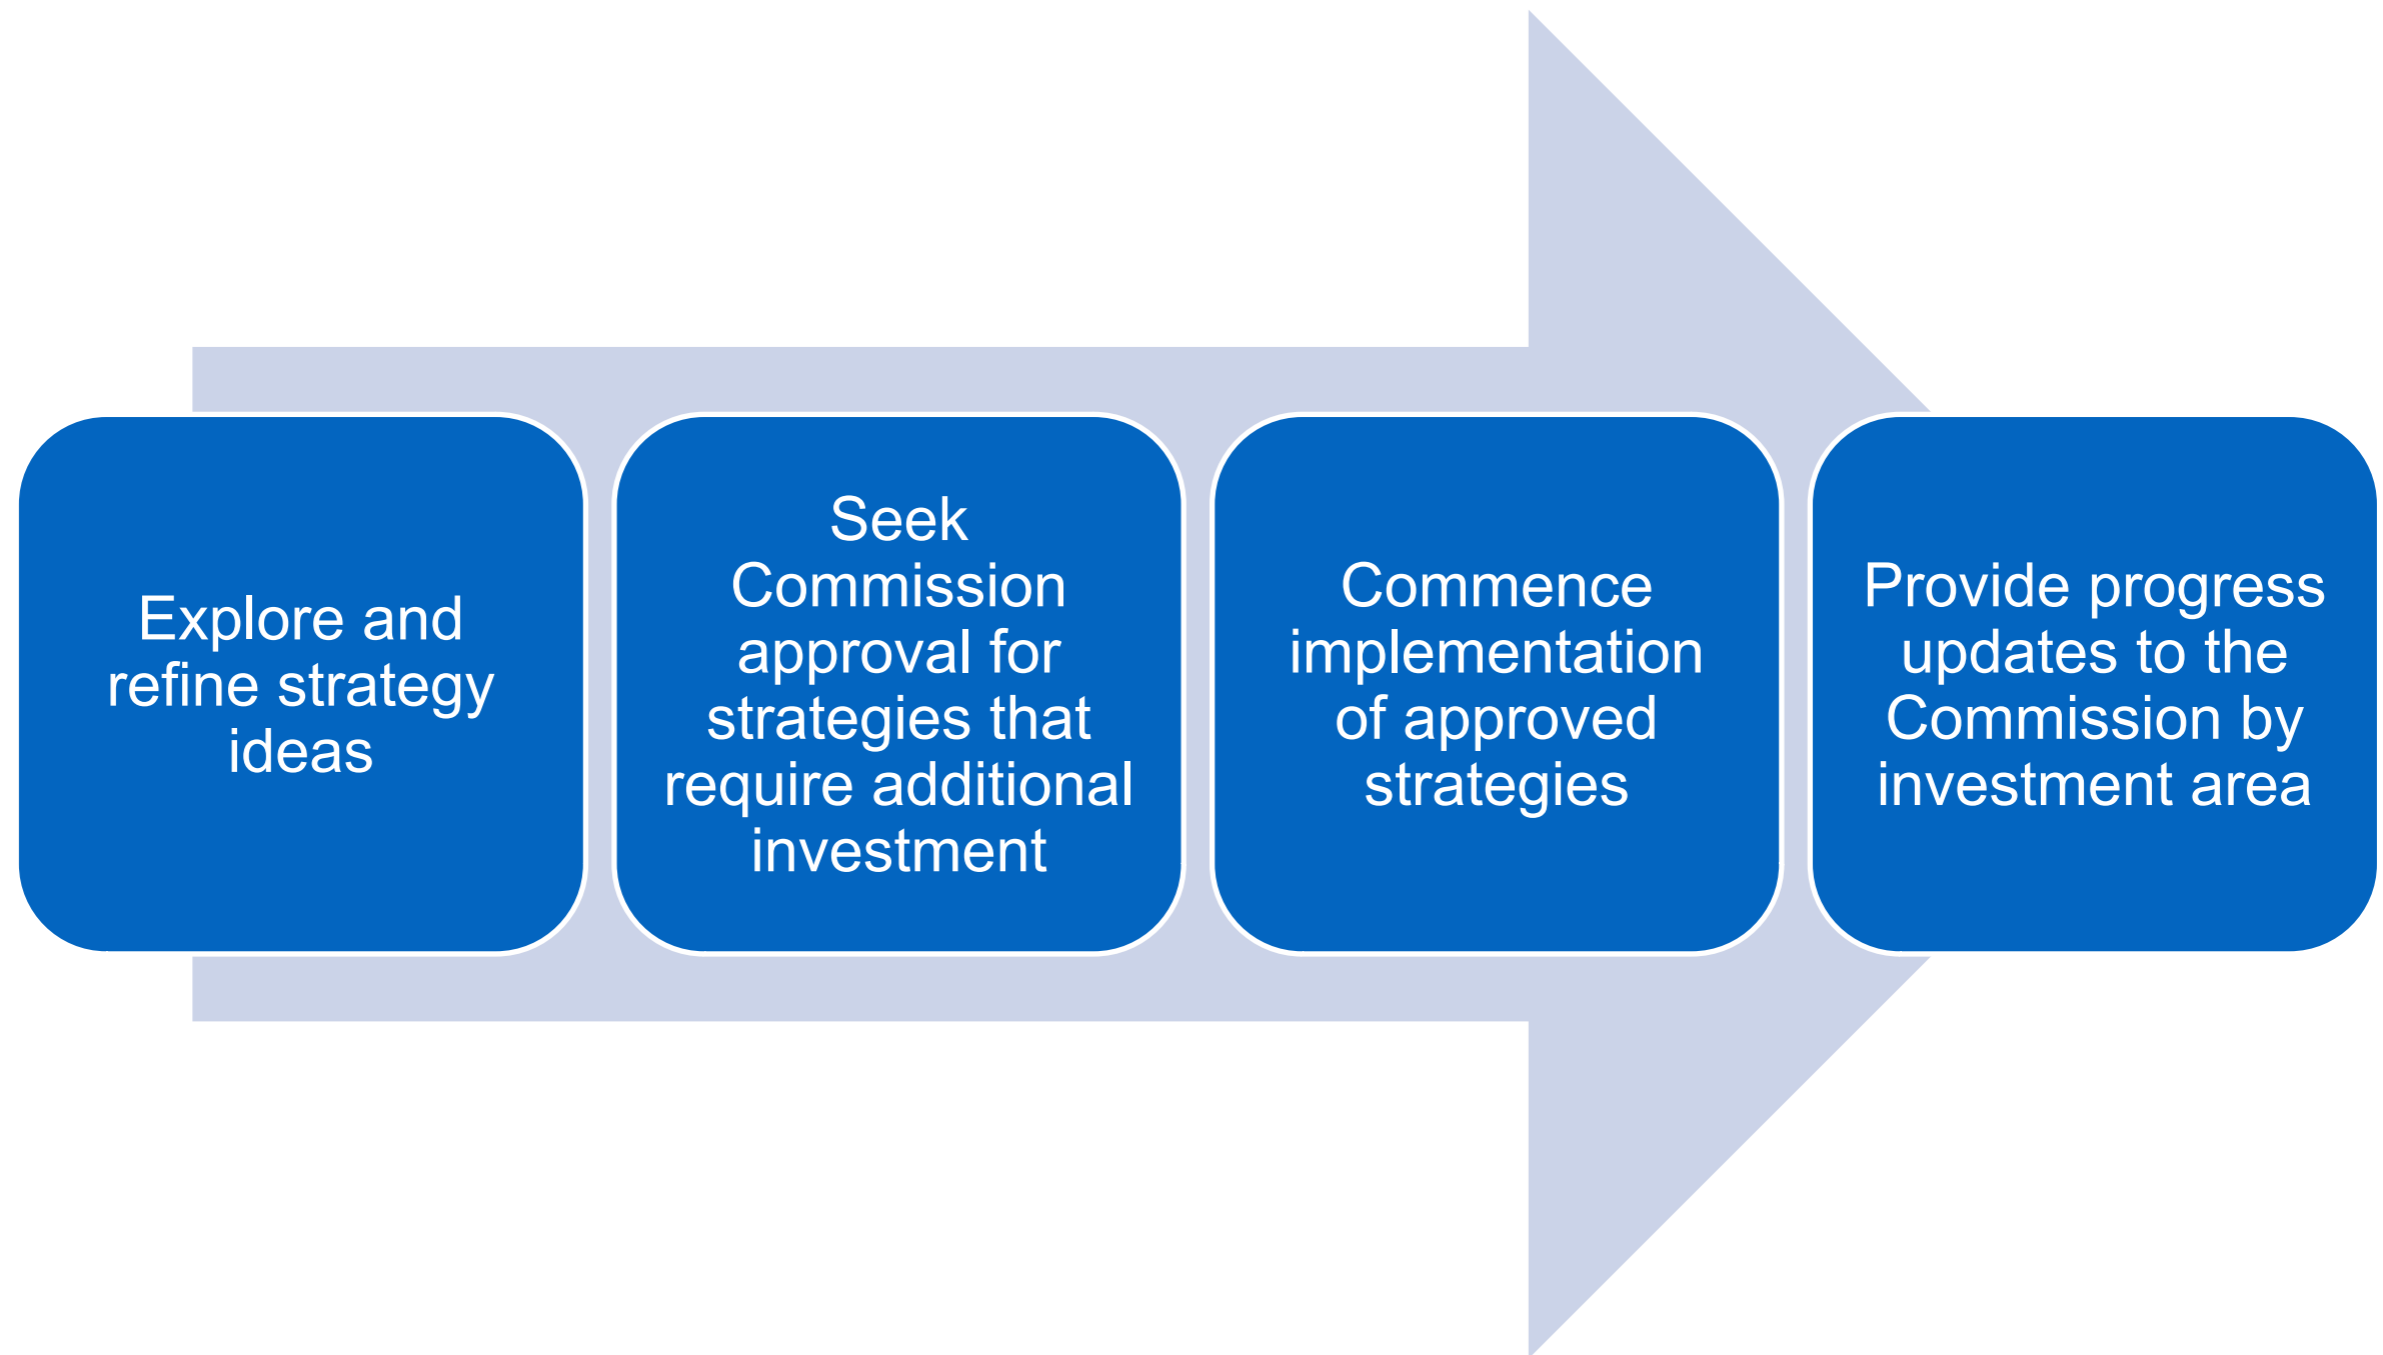 Explore and
refine strategy
ideas
Seek
Commission
approval for
strategies that
require additional
investment
Commence
implementation
of approved
strategies
Provide progress
updates to the
Commission by
investment area